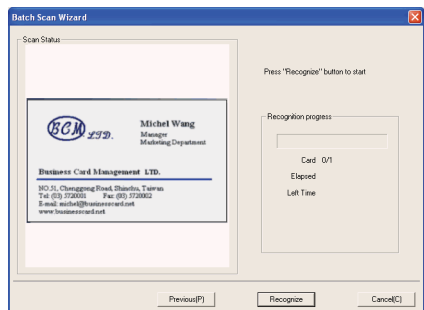 Batch Scan Wizard
Scan Status
Press "Recognize" button to start
BCM LTD.
Michel Wang
Manager
Marketing Department
Business Card Management LTD.
NO.51, Chenggong Road, Shinchu, Taiwan
Tel: (03) 5720001 Fax: (03) 5720002
E-mail: michel@businesscard.net
www.businesscard.net
Recognition progress
Card 0/1
Elapsed
Left Time
Previous(P)
Recognize
Cancel(C)